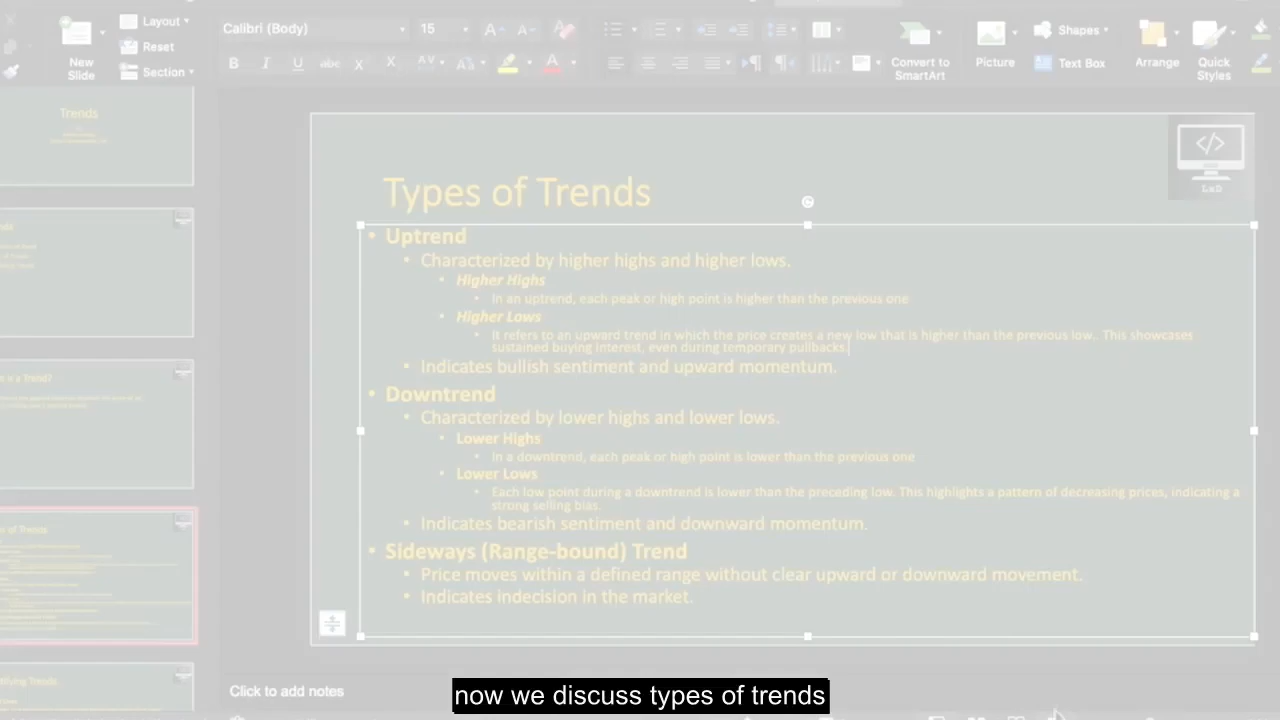 Layout
Calibri (Body)
15
Reset
New
Slide
Section
B I U abc X X AV Aa A
Convert to
SmartArt
Picture
Shapes
Text Box
Arrange
Quick
Styles
Trends
Types of Trends
LaD
Uptrend
Characterized by higher highs and higher lows.
Higher Highs
In an uptrend, each peak or high point is higher than the previous one
Higher Lows
It refers to an upward trend in which the price creates a new low that is higher than the previous low.. This showcases
sustained buying interest, even during temporary pullbacks.
Indicates bullish sentiment and upward momentum.
Downtrend
Characterized by lower highs and lower lows.
Lower Highs
In a downtrend, each peak or high point is lower than the previous one
Lower Lows
Each low point during a downtrend is lower than the preceding low. This highlights a pattern of decreasing prices, indicating a
strong selling bias.
Indicates bearish sentiment and downward momentum.
Sideways (Range-bound) Trend
Price moves within a defined range without clear upward or downward movement.
Indicates indecision in the market.
Click to add notes
now we discuss types of trends